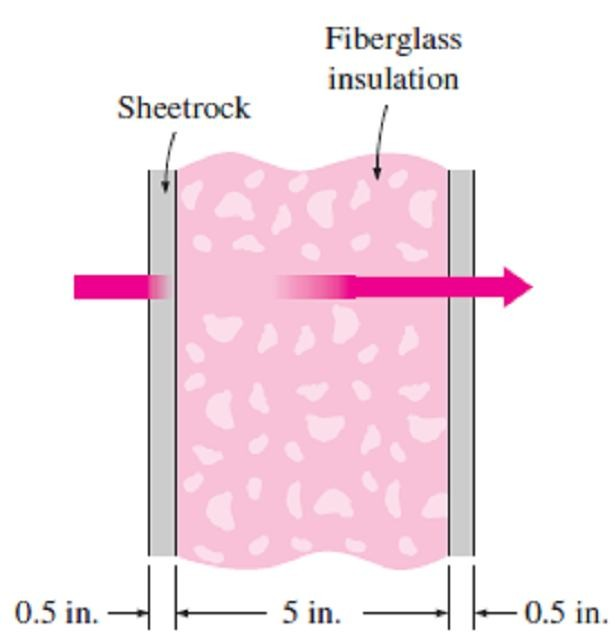 Fiberglass
insulation
Sheetrock
0.5 in.
5 in.
0.5 in.